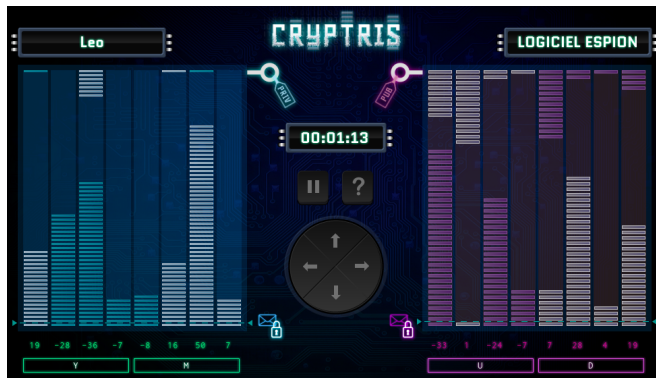 Leo
CRYPTRIS
LOGICIEL ESPION
PRIV
PUB
00:01:13
?
19 -28 -36 -7 -8 16 50 7
-33 1 -24 -7 7 28 4 19
Y M
U D